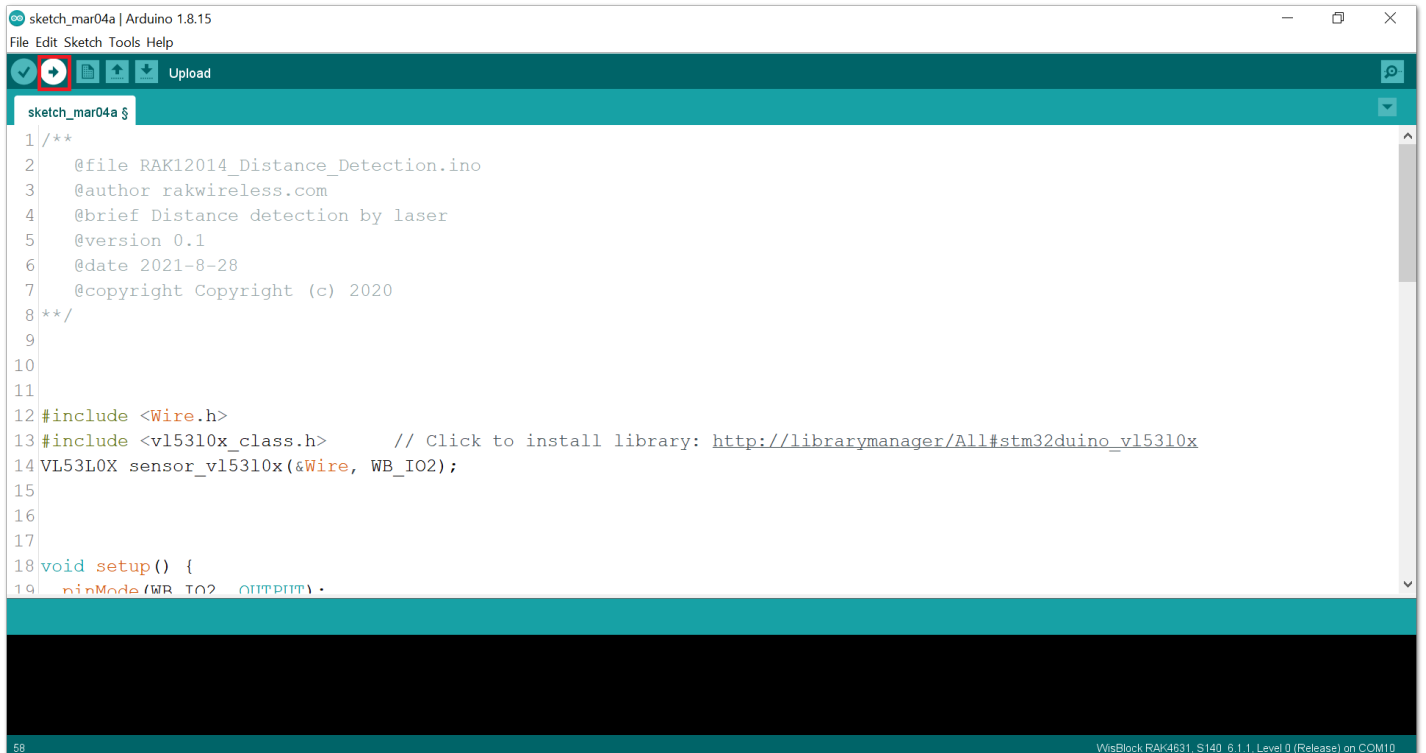 sketch_mar04a | Arduino 1.8.15
File Edit Sketch Tools Help
Upload
sketch_mar04a §
1 /**
2 @file RAK12014_Distance_Detection.ino
3 @author rakwireless.com
4 @brief Distance detection by laser
5 @version 0.1
6 @date 2021-8-28
7 @copyright Copyright (c) 2020
8 **/
9
10
11
12 #include <Wire.h>
13 #include <vl53l0x_class.h> // Click to install library: http://librarymanager/All#stm32duino_vl53l0x
14 VL53L0X sensor_vl53l0x(&Wire, WB_IO2);
15
16
17
18 void setup() {
19 pinMode(WB_IO2, OUTPUT);
58
WisBlock RAK4631, S140 6.1.1, Level 0 (Release) on COM10